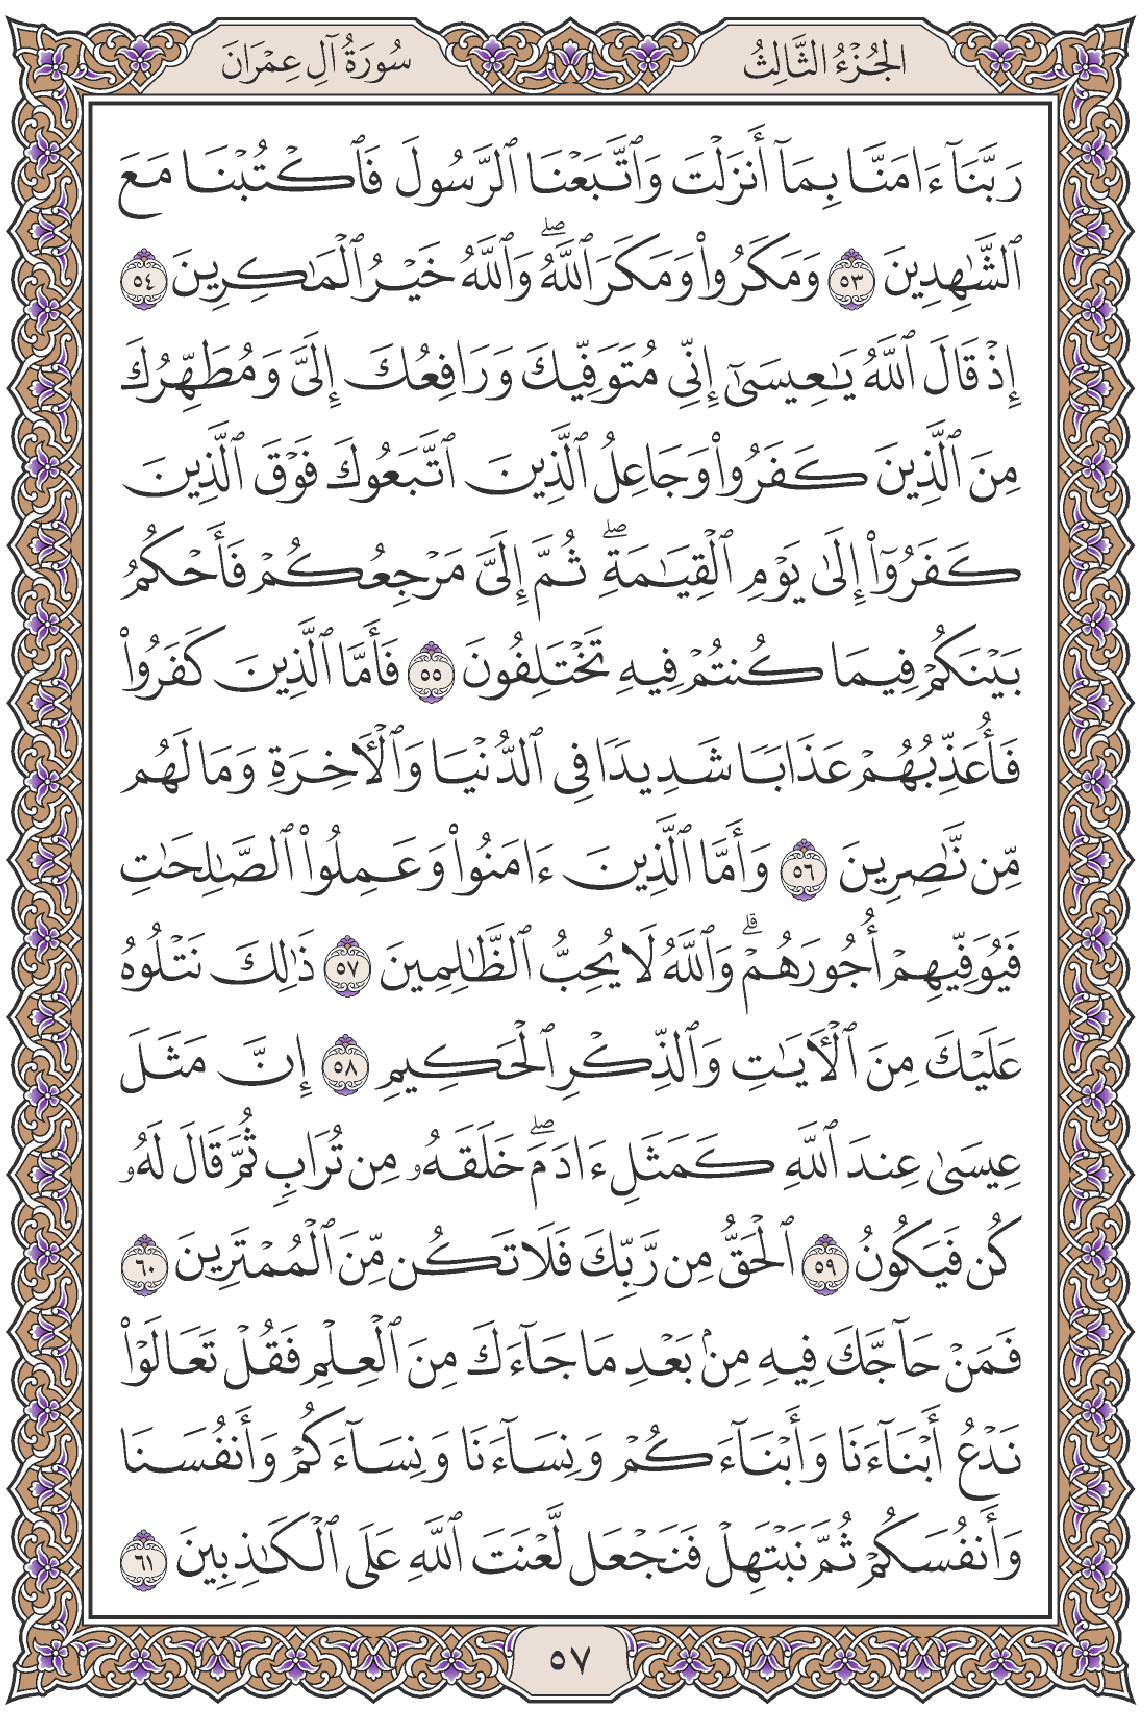 الجُزْءُ الثَّالِثُ
سُورَةُ آلِ عِمْرَانَ
رَبَّنَآ ءَامَنَّا بِمَآ أَنزَلْتَ وَٱتَّبَعْنَا ٱلرَّسُولَ فَٱكْتُبْنَا مَعَ
ٱلشَّٰهِدِينَ ٥٣ وَمَكَرُوا۟ وَمَكَرَ ٱللَّهُ ۖ وَٱللَّهُ خَيْرُ ٱلْمَٰكِرِينَ ٥٤
إِذْ قَالَ ٱللَّهُ يَٰعِيسَىٰٓ إِنِّى مُتَوَفِّيكَ وَرَافِعُكَ إِلَىَّ وَمُطَهِّرُكَ
مِنَ ٱلَّذِينَ كَفَرُوا۟ وَجَاعِلُ ٱلَّذِينَ ٱتَّبَعُوكَ فَوْقَ ٱلَّذِينَ
كَفَرُوٓا۟ إِلَىٰ يَوْمِ ٱلْقِيَٰمَةِ ۖ ثُمَّ إِلَىَّ مَرْجِعُكُمْ فَأَحْكُمُ
بَيْنَكُمْ فِيمَا كُنتُمْ فِيهِ تَخْتَلِفُونَ ٥٥ فَأَمَّا ٱلَّذِينَ كَفَرُوا۟
فَأُعَذِّبُهُمْ عَذَابًا شَدِيدًا فِى ٱلدُّنْيَا وَٱلْأَخِرَةِ وَمَا لَهُم
مِّن نَّٰصِرِينَ ٥٦ وَأَمَّا ٱلَّذِينَ ءَامَنُوا۟ وَعَمِلُوا۟ ٱلصَّٰلِحَٰتِ
فَيُوَفِّيهِمْ أُجُورَهُمْ ۗ وَٱللَّهُ لَا يُحِبُّ ٱلظَّٰلِمِينَ ٥٧ ذَٰلِكَ نَتْلُوهُ
عَلَيْكَ مِنَ ٱلْأَيَٰتِ وَٱلذِّكْرِ ٱلْحَكِيمِ ٥٨ إِنَّ مَثَلَ
عِيسَىٰ عِندَ ٱللَّهِ كَمَثَلِ ءَادَمَ ۖ خَلَقَهُۥ مِن تُرَابٍ ثُمَّ قَالَ لَهُۥ
كُن فَيَكُونُ ٥٩ ٱلْحَقُّ مِن رَّبِّكَ فَلَا تَكُن مِّنَ ٱلْمُمْتَرِينَ ٦٠
فَمَنْ حَآجَّكَ فِيهِ مِنۢ بَعْدِ مَا جَآءَكَ مِنَ ٱلْعِلْمِ فَقُلْ تَعَالَوْا۟
نَدْعُ أَبْنَآءَنَا وَأَبْنَآءَكُمْ وَنِسَآءَنَا وَنِسَآءَكُمْ وَأَنفُسَنَا
وَأَنفُسَكُمْ ثُمَّ نَبْتَهِلْ فَنَجْعَل لَّعْنَتَ ٱللَّهِ عَلَى ٱلْكَٰذِبِينَ ٦١
٥٧